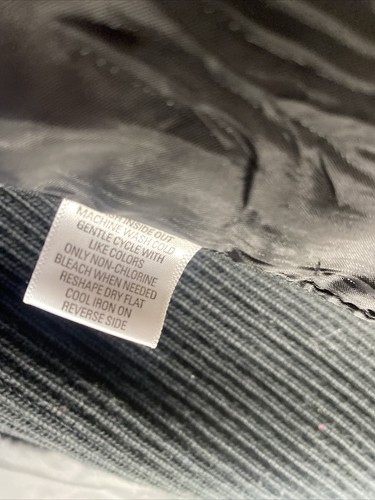 INSIDE OUT
MACHINE WASH COLD
GENTLE CYCLE WITH
LIKE COLORS
ONLY NON-CHLORINE
BLEACH WHEN NEEDED
RESHAPE DRY FLAT
COOL IRON ON
REVERSE SIDE